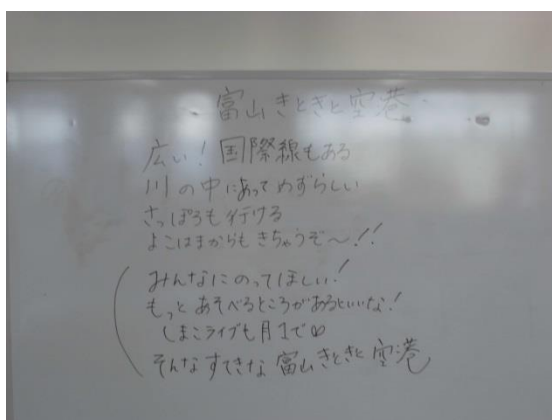 富山きときと空港
広い！国際線もある
川の中にあってめずらしい
さっぽろも行ける
よこはまからもきちゃうぞ〜!!
みんなにのってほしい!
もっとあそべるところがあるといいな!
しまこライブも月まで♡
そんなすてきな富山きときと空港